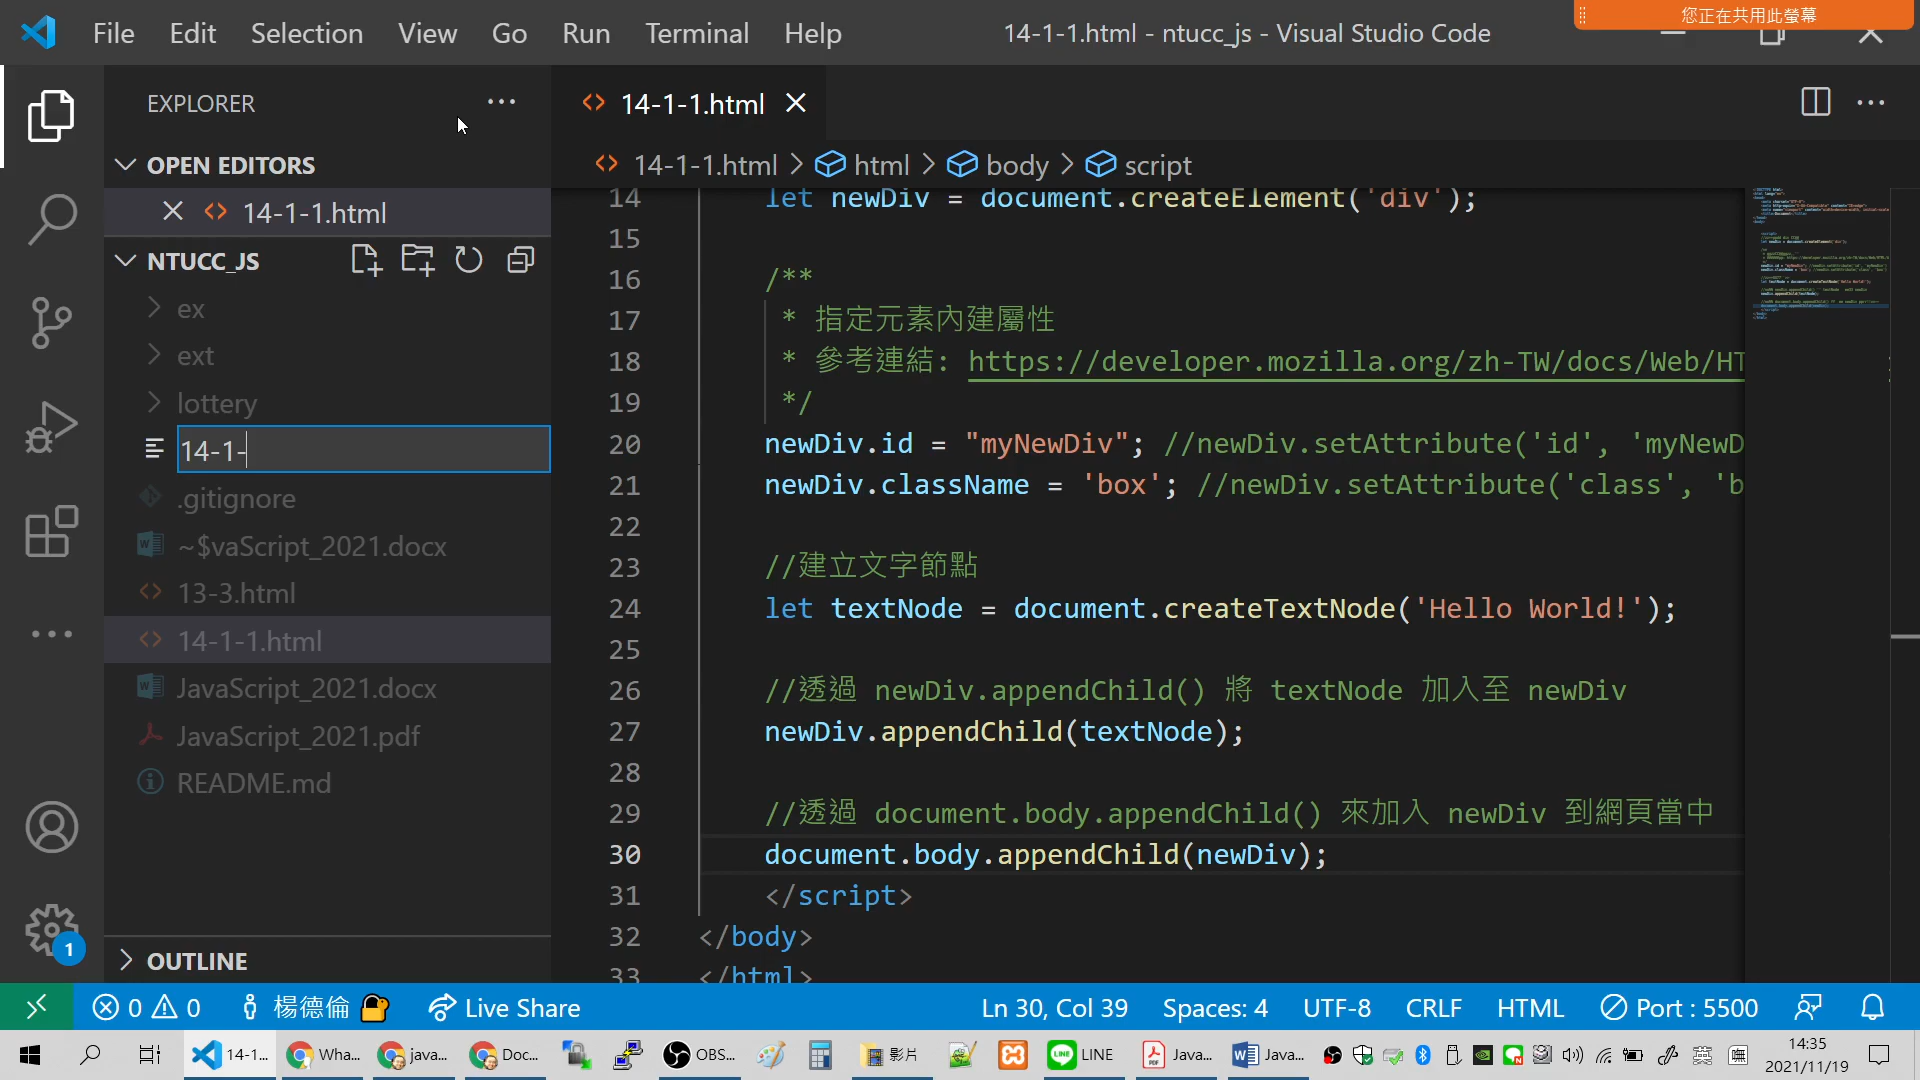 File Edit Selection View Go Run Terminal Help
14-1-1.html - ntucc_js - Visual Studio Code
您正在共用此螢幕
EXPLORER
14-1-1.html
OPEN EDITORS
14-1-1.html
NTUCC_JS
ex
ext
lottery
14-1-
.gitignore
~$vaScript_2021.docx
13-3.html
14-1-1.html
JavaScript_2021.docx
JavaScript_2021.pdf
README.md
OUTLINE
14-1-1.html > html > body > script
14 let newDiv = document.createElement('div');
15
16 /**
17 * 指定元素內建屬性
18 * 參考連結: https://developer.mozilla.org/zh-TW/docs/Web/HT
19 */
20 newDiv.id = "myNewDiv"; //newDiv.setAttribute('id', 'myNewD
21 newDiv.className = 'box'; //newDiv.setAttribute('class', 'b
22
23 //建立文字節點
24 let textNode = document.createTextNode('Hello World!');
25
26 //透過 newDiv.appendChild() 將 textNode 加入至 newDiv
27 newDiv.appendChild(textNode);
28
29 //透過 document.body.appendChild() 來加入 newDiv 到網頁當中
30 document.body.appendChild(newDiv);
31 </script>
32 </body>
33 </html>
1
0 0 楊德倫 Live Share Ln 30, Col 39 Spaces: 4 UTF-8 CRLF HTML Port : 5500
14-1... Wha... java... Doc... OBS... 影片 LINE Java... Java... 英
14:35
2021/11/19